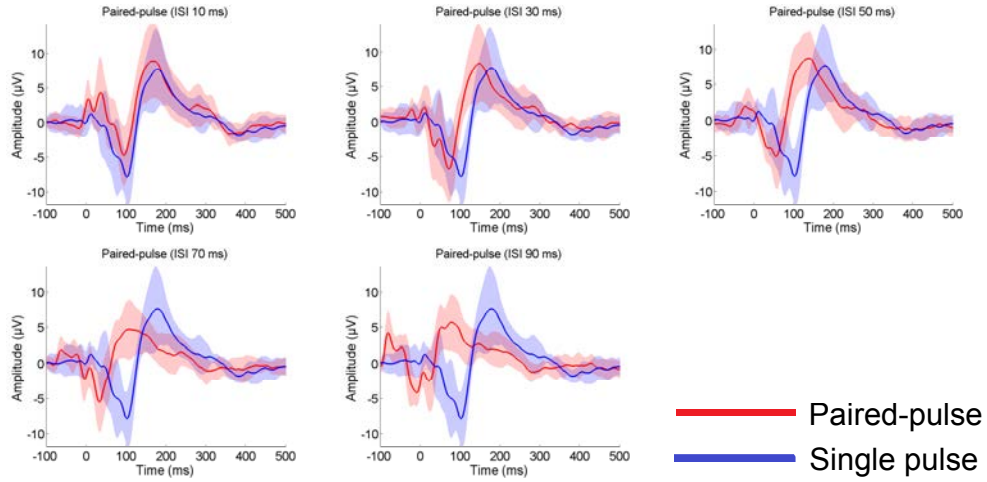 Paired-pulse (ISI 10 ms)
Amplitude (µV)
10
5
0
-5
-10
-100 0 100 200 300 400 500
Time (ms)
Paired-pulse (ISI 30 ms)
Amplitude (µV)
10
5
0
-5
-10
-100 0 100 200 300 400 500
Time (ms)
Paired-pulse (ISI 50 ms)
Amplitude (µV)
10
5
0
-5
-10
-100 0 100 200 300 400 500
Time (ms)
Paired-pulse (ISI 70 ms)
Amplitude (µV)
10
5
0
-5
-10
-100 0 100 200 300 400 500
Time (ms)
Paired-pulse (ISI 90 ms)
Amplitude (µV)
10
5
0
-5
-10
-100 0 100 200 300 400 500
Time (ms)
Paired-pulse
Single pulse